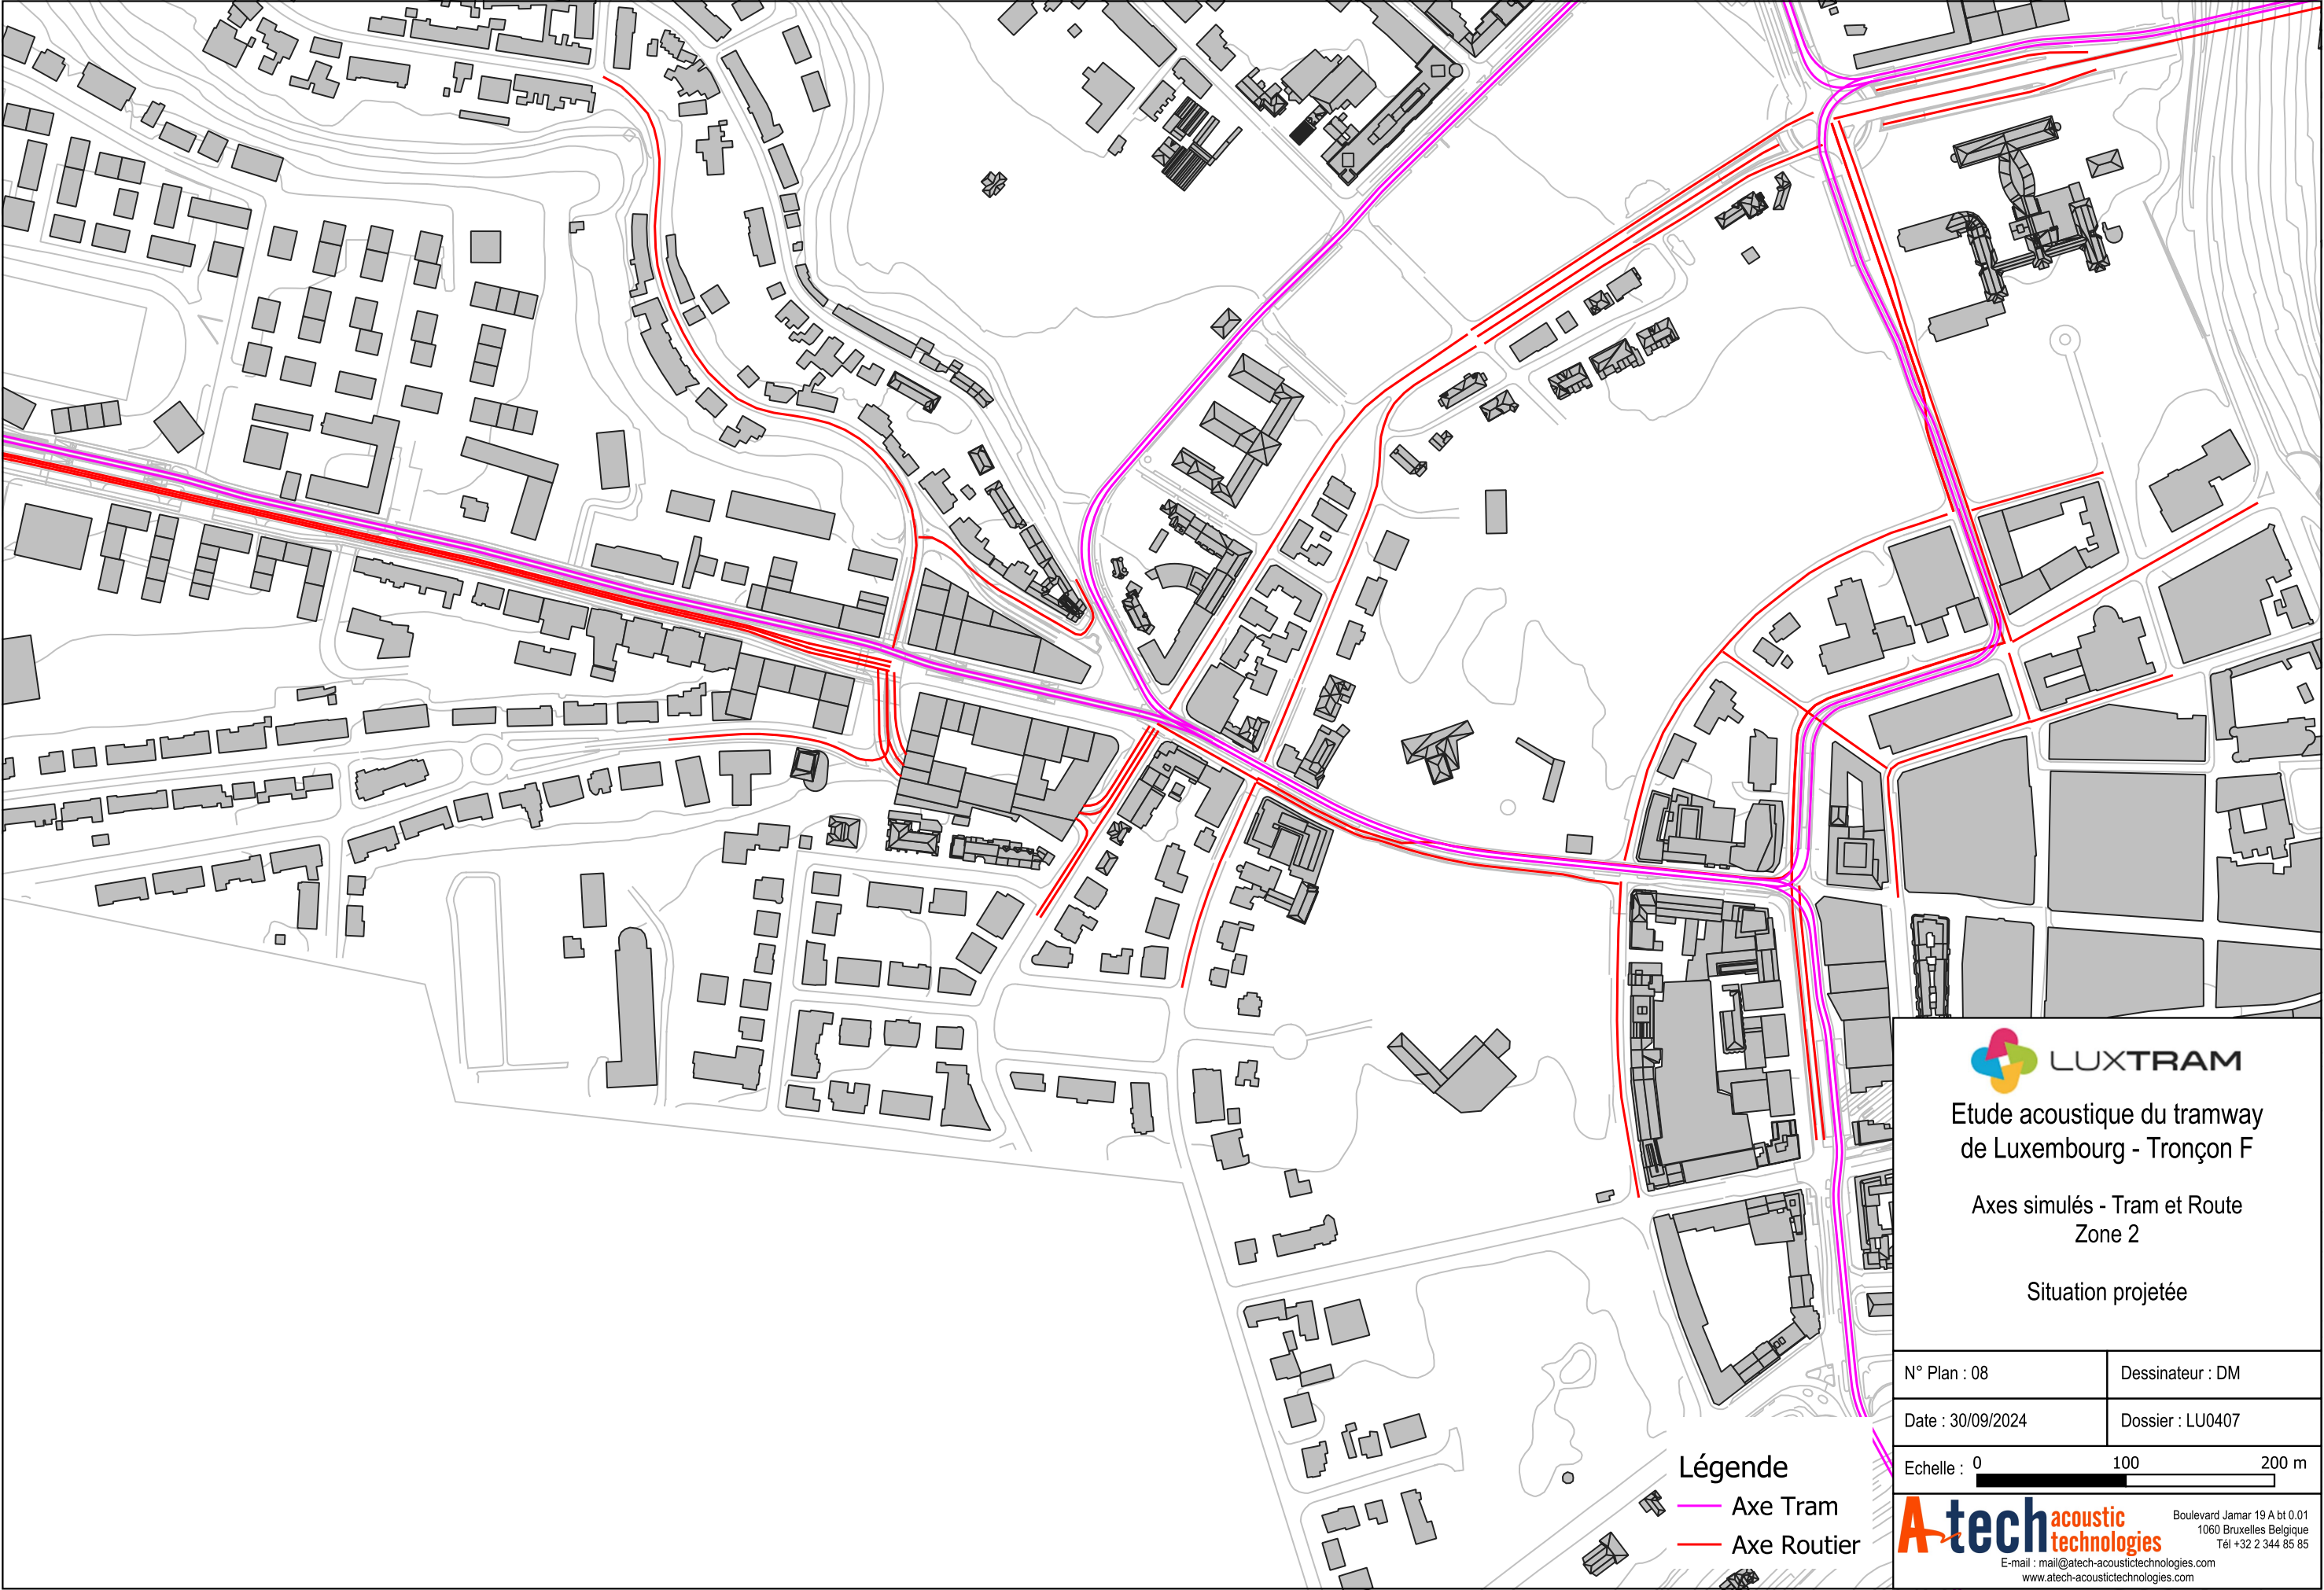 LUXTRAM
Etude acoustique du tramway
de Luxembourg - Tronçon F
Axes simulés - Tram et Route
Zone 2
Situation projetée
N° Plan : 08
Dessinateur : DM
Date : 30/09/2024
Dossier : LU0407
Echelle : 0 100 200 m
Légende
Axe Tram
Axe Routier
A-tech acoustic technologies
Boulevard Jamar 19 A bt 0.01
1060 Bruxelles Belgique
Tél +32 2 344 85 85
E-mail : mail@atech-acoustictechnologies.com
www.atech-acoustictechnologies.com